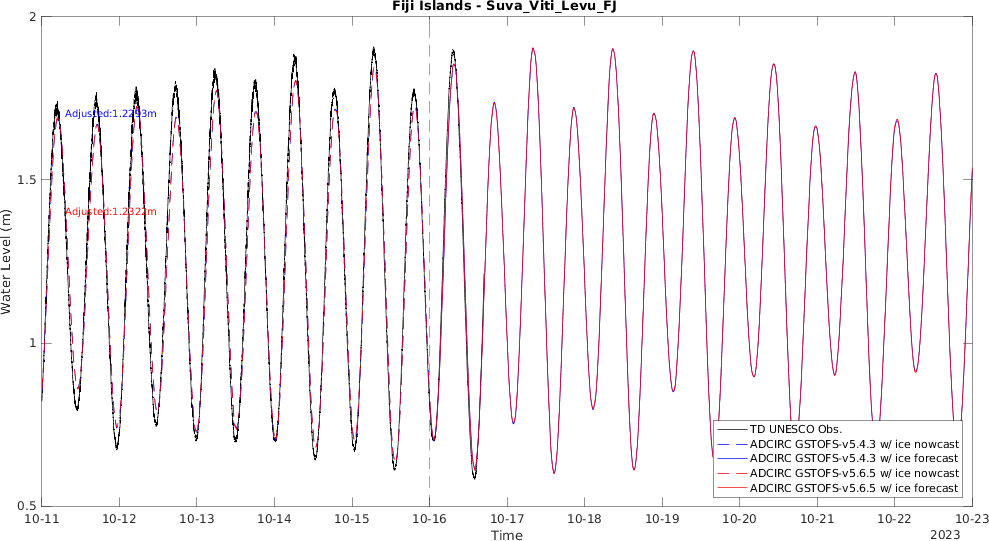 Fiji Islands - Suva_Viti_Levu_FJ
2
1.5
1
0.5
Water Level (m)
Adjusted:1.2293m
Adjusted:1.2322m
TD UNESCO Obs.
ADCIRC GSTOFS-v5.4.3 w/ ice nowcast
ADCIRC GSTOFS-v5.4.3 w/ ice forecast
ADCIRC GSTOFS-v5.6.5 w/ ice nowcast
ADCIRC GSTOFS-v5.6.5 w/ ice forecast
10-11 10-12 10-13 10-14 10-15 10-16 10-17 10-18 10-19 10-20 10-21 10-22 10-23
Time
2023